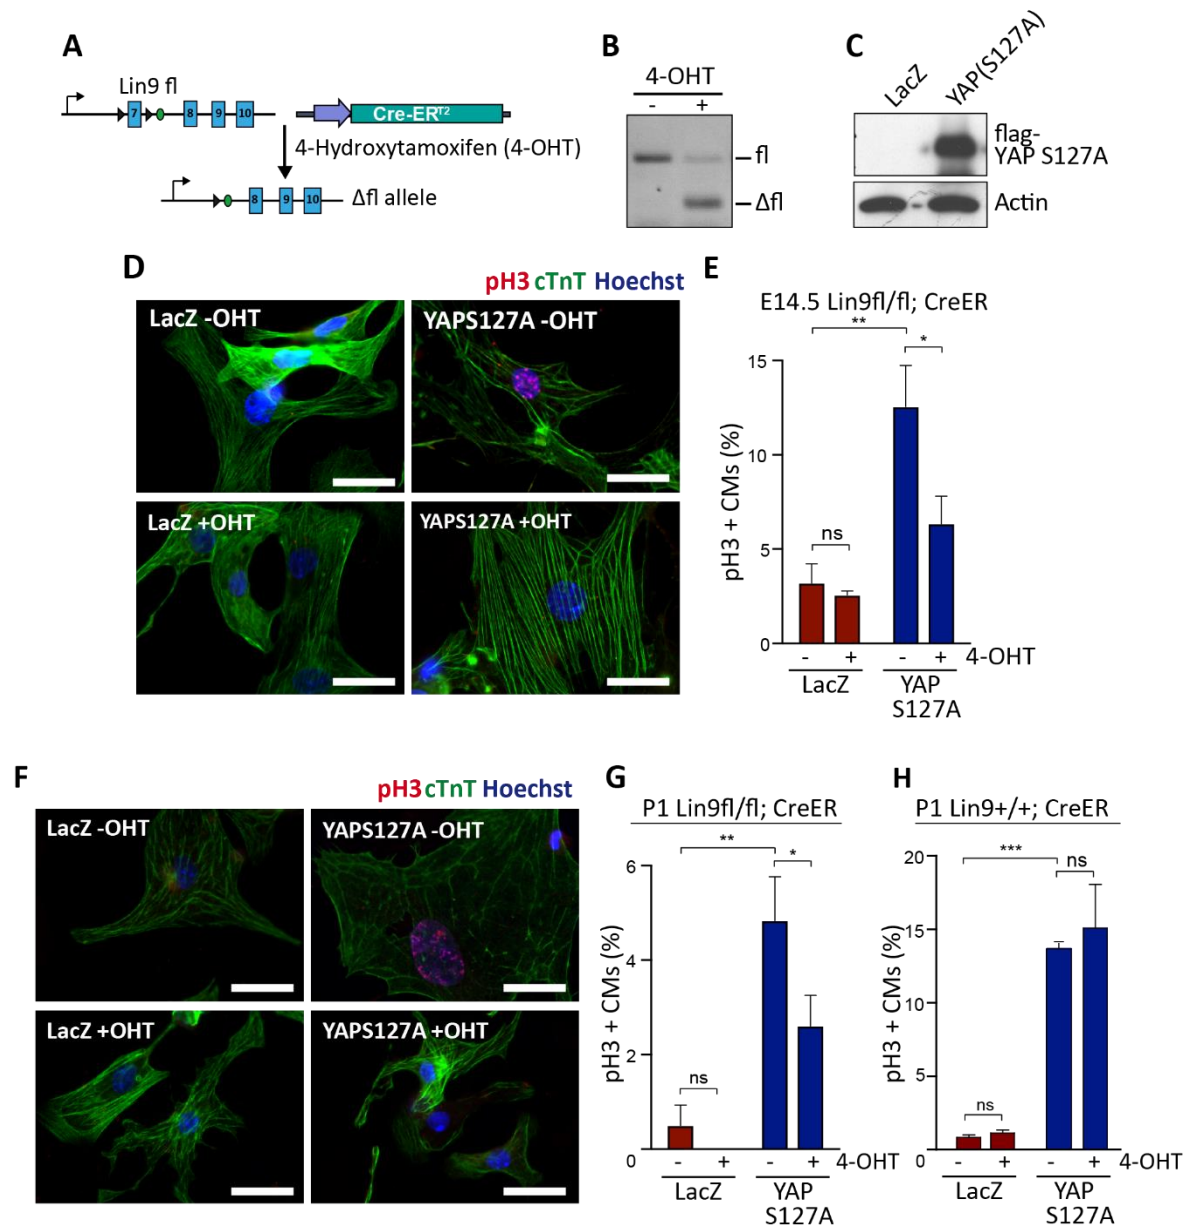 A
Lin9 fl
7
8
9
10
Cre-ERT2
4-Hydroxytamoxifen (4-OHT)
8
9
10
Δfl allele
B
4-OHT
- +
fl
Δfl
C
LacZ
YAP(S127A)
flag-
YAP S127A
Actin
D
pH3 cTnT Hoechst
LacZ -OHT
YAPS127A -OHT
LacZ +OHT
YAPS127A +OHT
E
E14.5 Lin9fl/fl; CreER
**
*
ns
pH3 + CMs (%)
15
10
5
0
- + - + 4-OHT
LacZ
YAP
S127A
F
pH3 cTnT Hoechst
LacZ -OHT
YAPS127A -OHT
LacZ +OHT
YAPS127A +OHT
G
P1 Lin9fl/fl; CreER
**
*
ns
pH3 + CMs (%)
6
4
2
0
- + - + 4-OHT
LacZ
YAP
S127A
H
P1 Lin9+/+; CreER
***
ns
ns
pH3 + CMs (%)
20
15
10
5
0
- + - + 4-OHT
LacZ
YAP
S127A